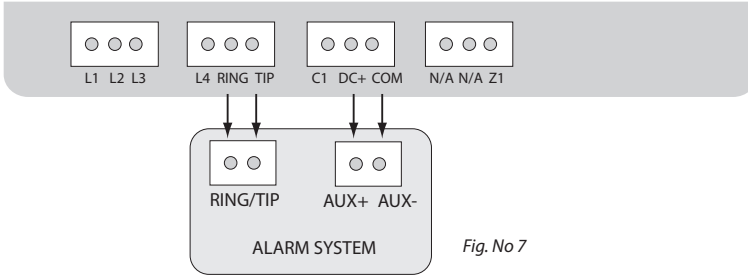 L1 L2 L3 L4 RING TIP C1 DC+ COM N/A N/A Z1
RING/TIP AUX+ AUX-
ALARM SYSTEM Fig. No 7